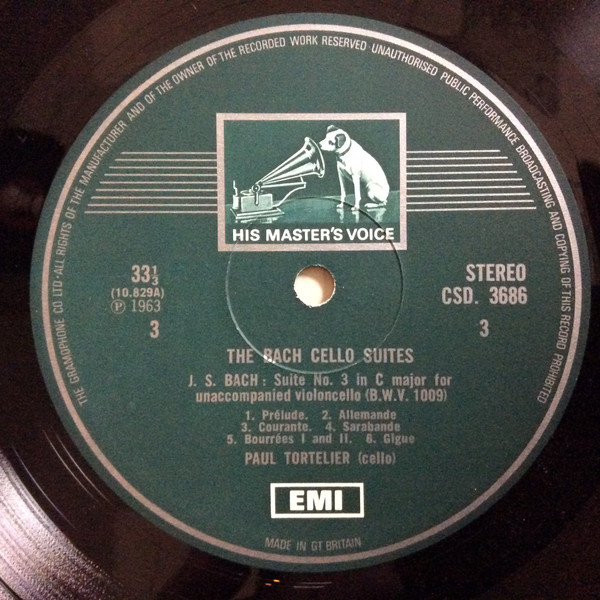 THE GRAMOPHONE CO LTD·ALL RIGHTS OF THE MANUFACTURER AND OF THE OWNER OF THE RECORDED WORK RESERVED·UNAUTHORISED PUBLIC PERFORMANCE BROADCASTING AND COPYING OF THIS RECORD PROHIBITED
HIS MASTER'S VOICE
33⅓
(10.829A)
Ⓟ 1963
3
STEREO
CSD. 3686
3
THE BACH CELLO SUITES
J. S. BACH: Suite No. 3 in C major for
unaccompanied violoncello (B.W.V. 1009)
1. Prélude. 2. Allemande
3. Courante. 4. Sarabande
5. Bourrées I and II. 6. Gigue
PAUL TORTELIER (cello)
EMI
MADE IN GT BRITAIN